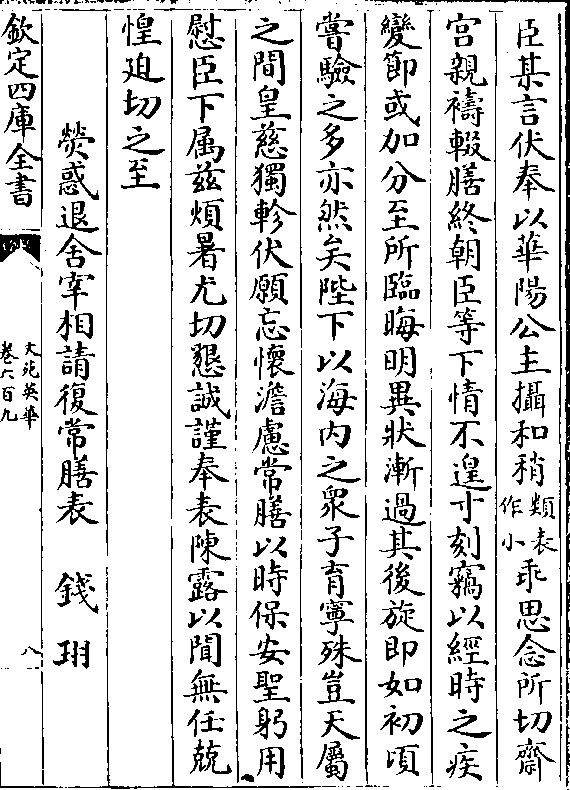 臣某言伏奉以華陽公主攝和稍類表作小乖思念所切齋
宮親禱輟膳終朝臣等下情不遑寸刻竊以經時之疾
變節或加分至所臨晦明異狀漸過其後旋即如初頃
嘗驗之多亦然矣陛下以海内之衆子育寧殊豈天屬
之間皇慈獨軫伏願忘懷澹慮常膳以時保安聖躬用
慰臣下属兹煩暑尤切懇誠謹奉表陳露以聞無任兢
惶廹切之至
熒惑退舍宰相請復常膳表 錢珝
欽定四庫全書
文苑英華
卷六百九
八